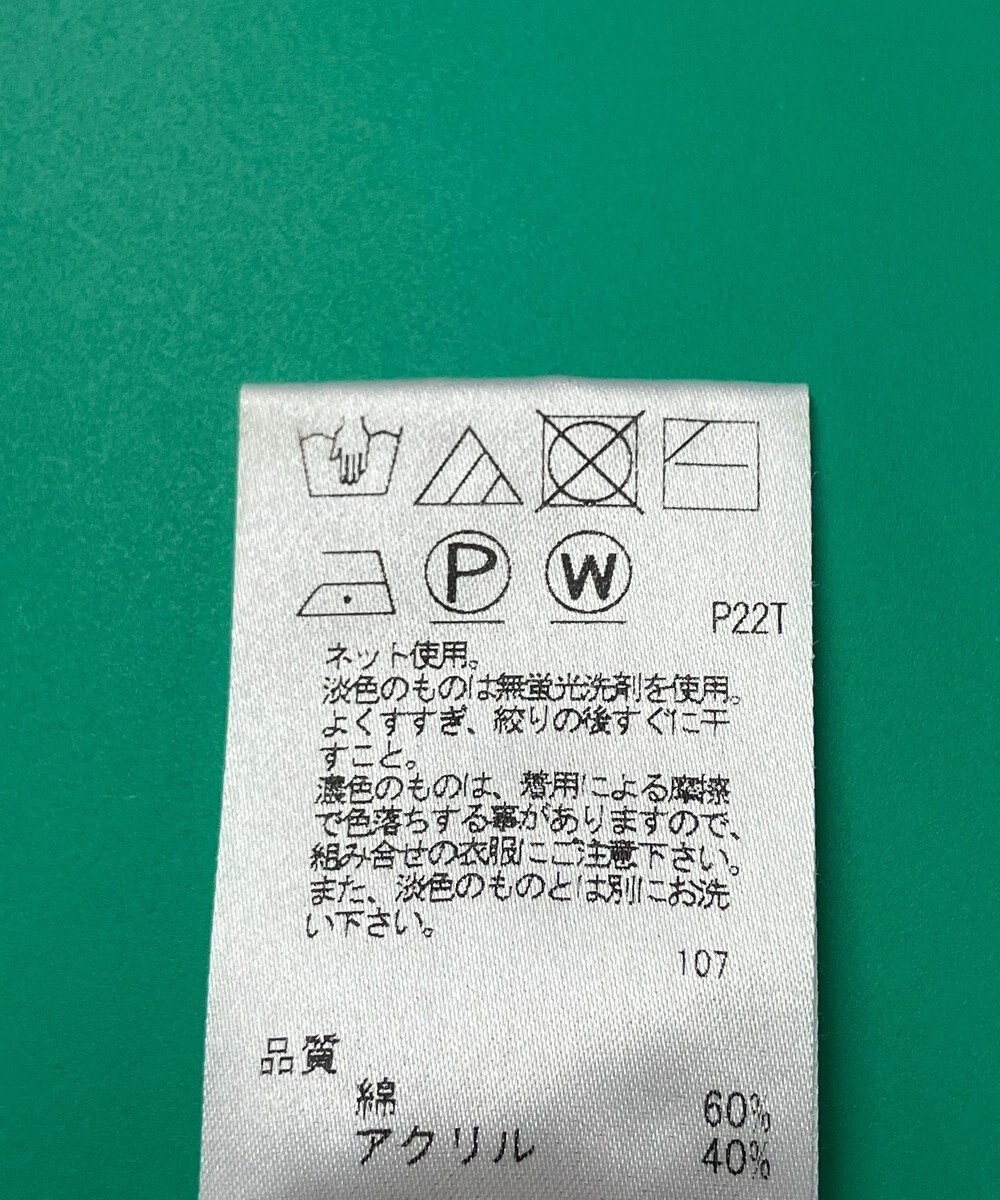 P
W
P22T
ネット使用。
淡色のものは無蛍光洗剤を使用。
よくすすぎ、絞りの後すぐに干
すこと。
濃色のものは、着用による摩擦
で色落ちする事がありますので、
組み合せの衣服にご注意下さい。
また、淡色のものとは別にお洗
い下さい。
107
品質
綿 60%
アクリル 40%